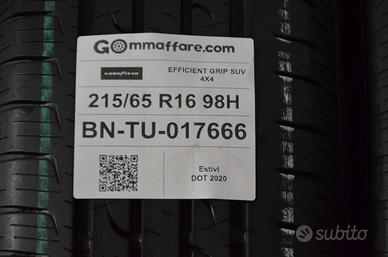 GOmmaffare.com
GOODYEAR
EFFICIENT GRIP SUV
4X4
215/65 R16 98H
BN-TU-017666
Estivi
DOT 2020
subito